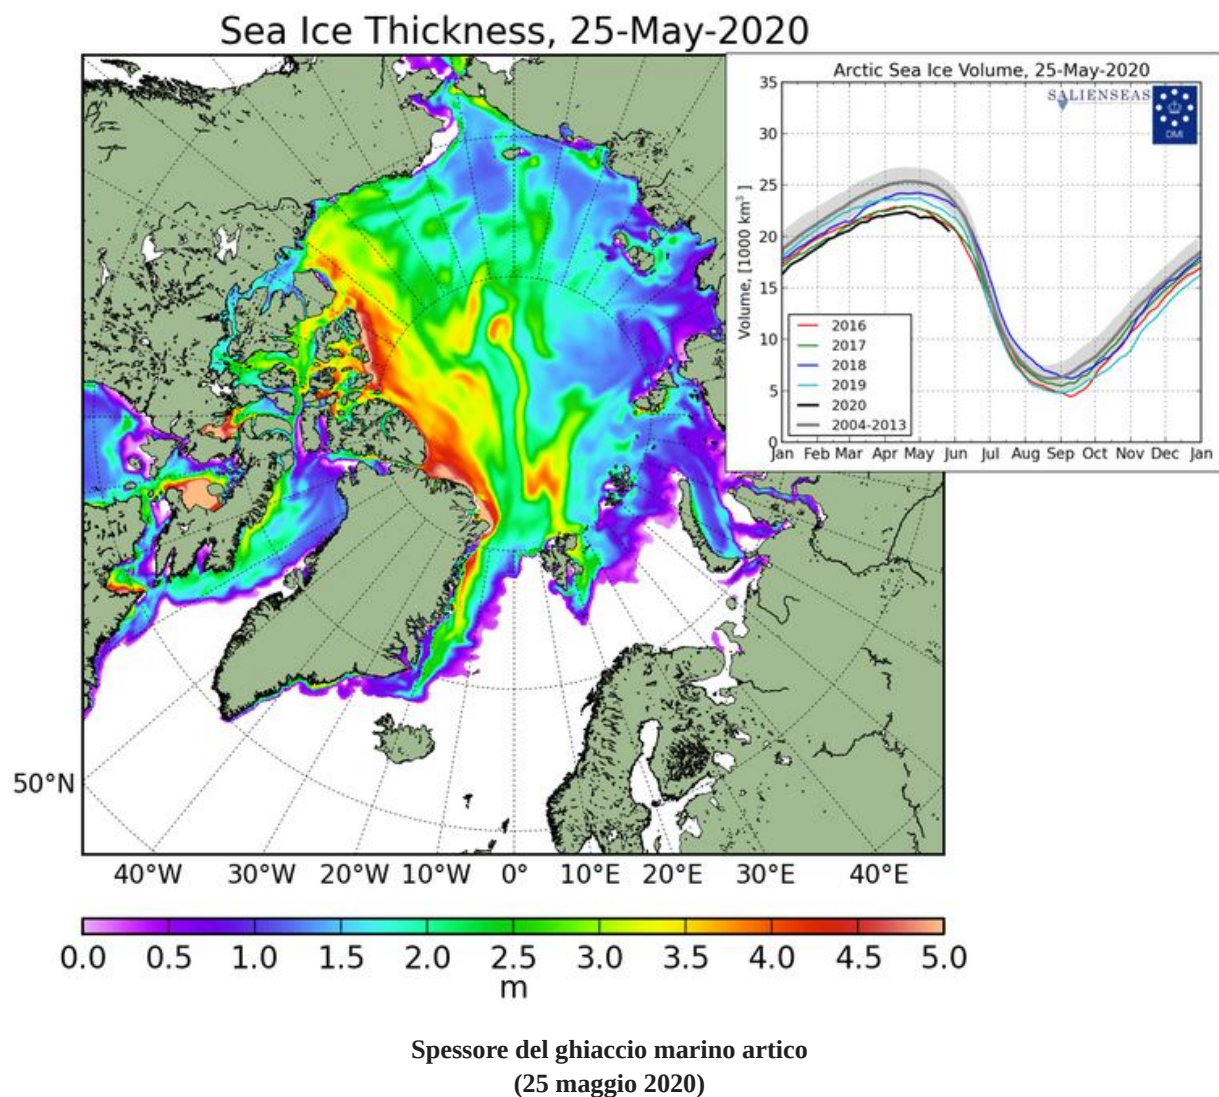 Sea Ice Thickness, 25-May-2020
Arctic Sea Ice Volume, 25-May-2020
SALIENSEAS
DMI
Volume, [1000 km³ ]
35
30
25
20
15
10
5
0
2016
2017
2018
2019
2020
2004-2013
Jan Feb Mar Apr May Jun Jul Aug Sep Oct Nov Dec Jan
50°N
40°W 30°W 20°W 10°W 0° 10°E 20°E 30°E 40°E
0.0 0.5 1.0 1.5 2.0 2.5 3.0 3.5 4.0 4.5 5.0
m
Spessore del ghiaccio marino artico
(25 maggio 2020)